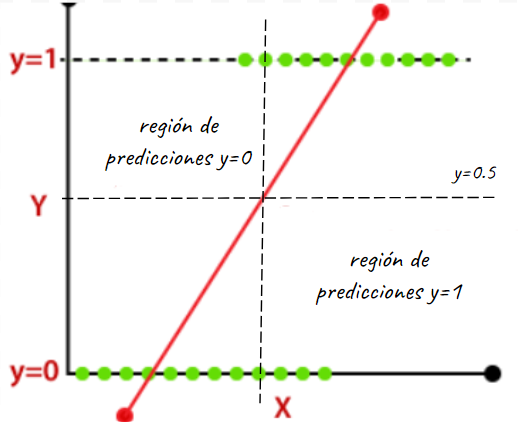 y=1
región de
predicciones y=0
y=0.5
Y
región de
predicciones y=1
y=0
X